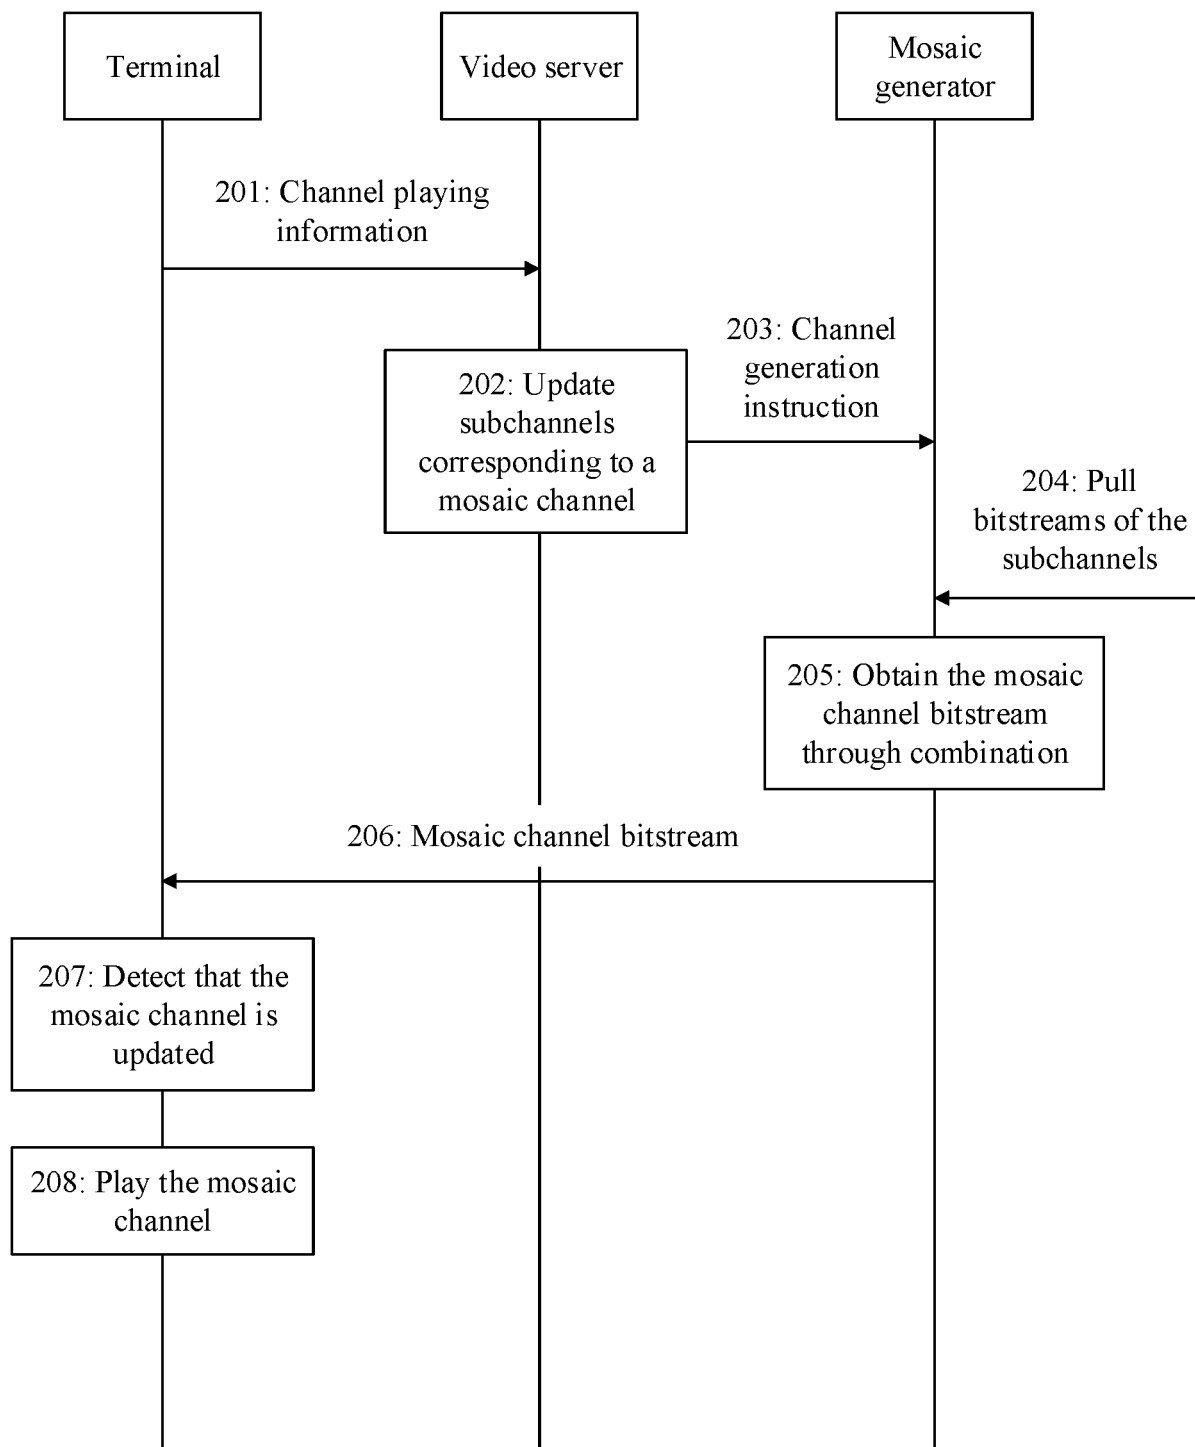 Terminal
Video server
Mosaic
generator
201: Channel playing
information
202: Update
subchannels
corresponding to a
mosaic channel
203: Channel
generation
instruction
204: Pull
bitstreams of the
subchannels
205: Obtain the mosaic
channel bitstream
through combination
206: Mosaic channel bitstream
207: Detect that the
mosaic channel is
updated
208: Play the mosaic
channel